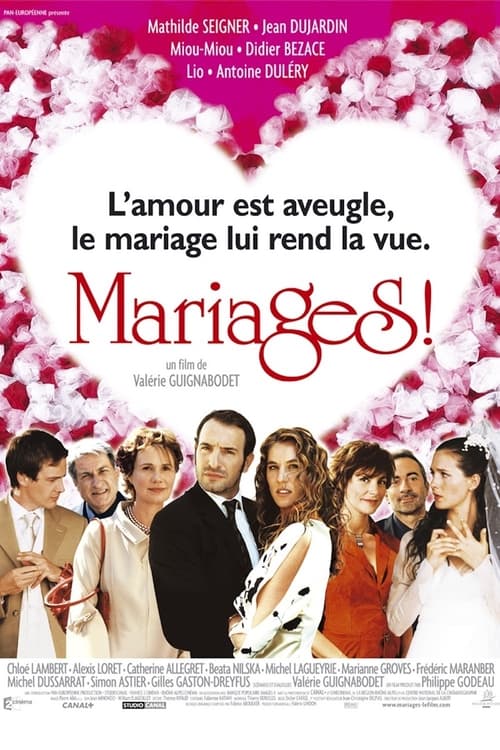 PAN-EUROPÉENNE présente
Mathilde SEIGNER • Jean DUJARDIN
Miou-Miou • Didier BEZACE
Lio • Antoine DULÉRY
L'amour est aveugle,
le mariage lui rend la vue.
MARIAGES!
un film de
Valérie GUIGNABODET
Chloé LAMBERT • Alexis LORET • Catherine ALLEGRET • Beata NILSKA • Michel LAGUEYRIE • Marianne GROVES • Frédéric MARANBER
Michel DUSSARRAT • Simon ASTIER • Gilles GASTON-DREYFUS Valérie GUIGNABODET Philippe GODEAU
2 cinéma CANAL+ STUDIO CANAL www.mariages-lefilm.com